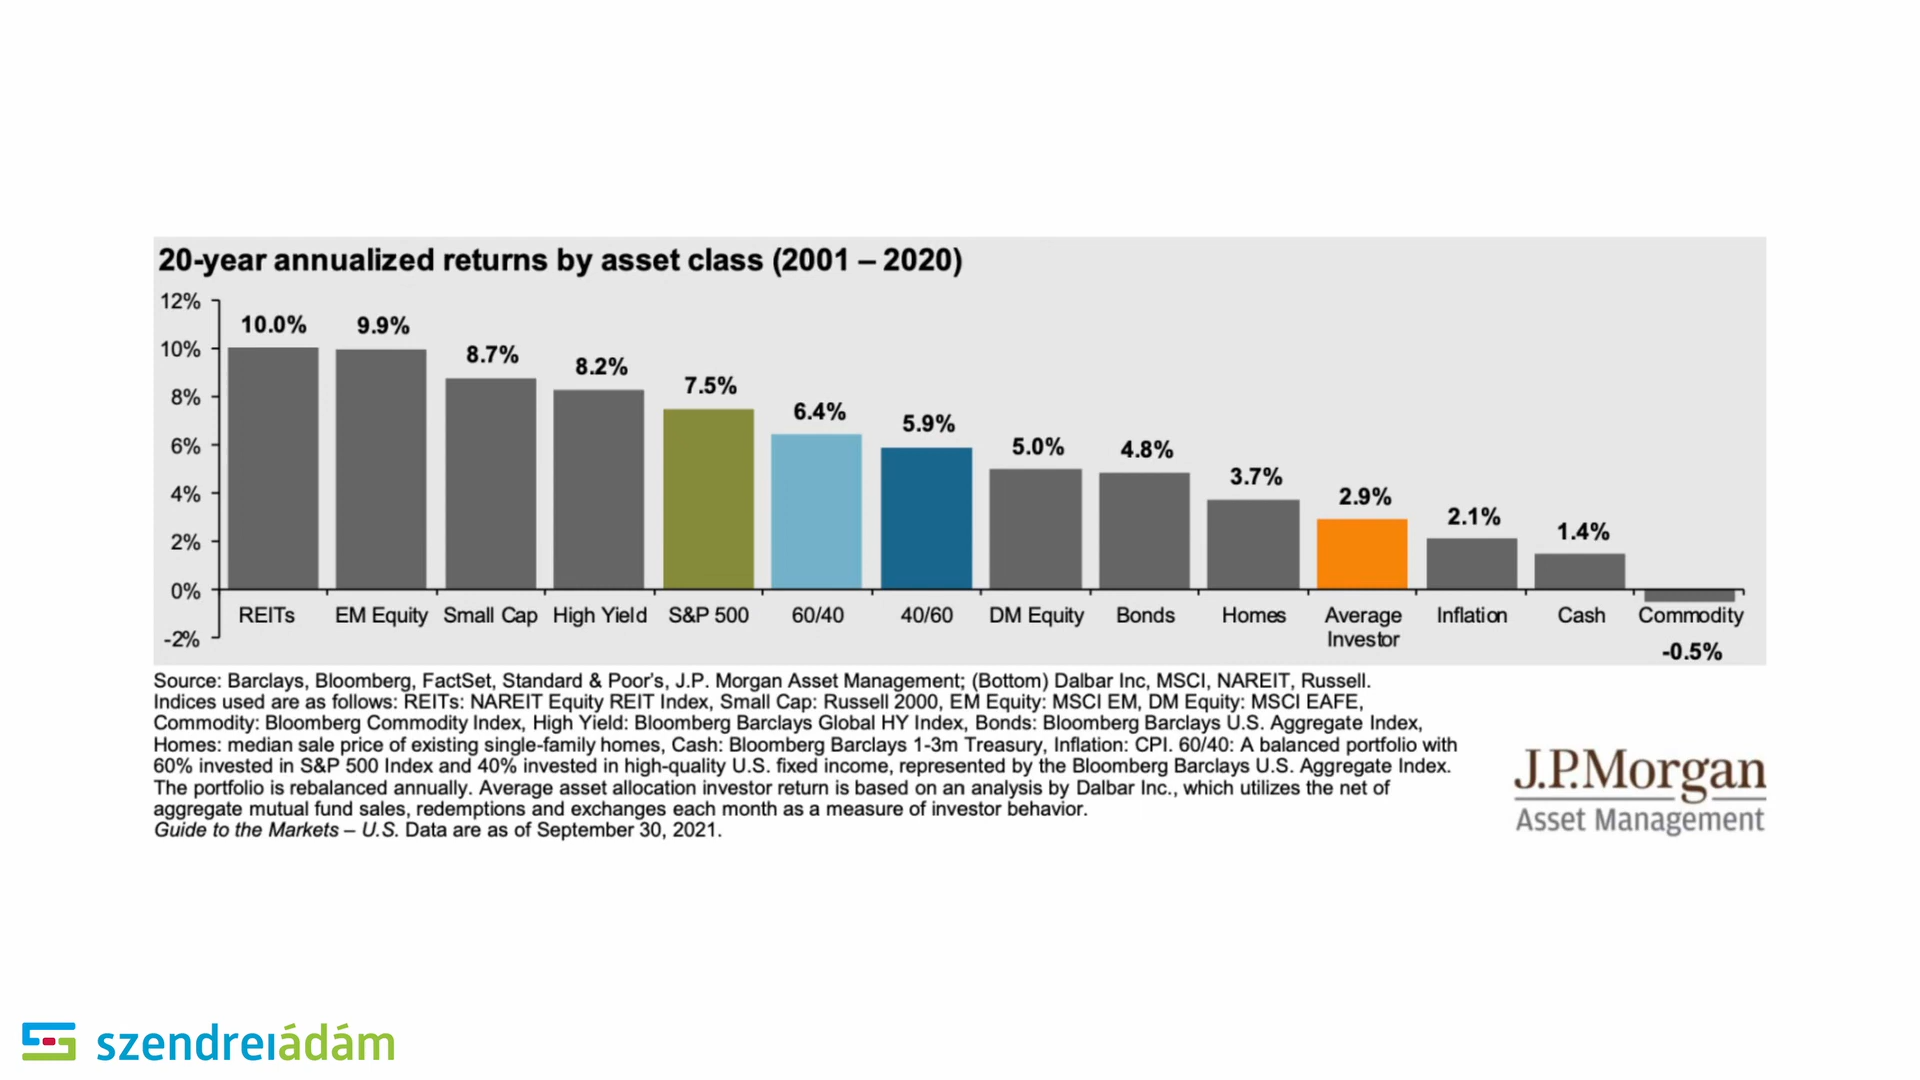 20-year annualized returns by asset class (2001 – 2020)
12%
10%
8%
6%
4%
2%
0%
-2%
10.0%
9.9%
8.7%
8.2%
7.5%
6.4%
5.9%
5.0%
4.8%
3.7%
2.9%
2.1%
1.4%
REITs EM Equity Small Cap High Yield S&P 500 60/40 40/60 DM Equity Bonds Homes Average Inflation Cash Commodity
Investor
-0.5%
Source: Barclays, Bloomberg, FactSet, Standard & Poor's, J.P. Morgan Asset Management; (Bottom) Dalbar Inc, MSCI, NAREIT, Russell.
Indices used are as follows: REITs: NAREIT Equity REIT Index, Small Cap: Russell 2000, EM Equity: MSCI EM, DM Equity: MSCI EAFE,
Commodity: Bloomberg Commodity Index, High Yield: Bloomberg Barclays Global HY Index, Bonds: Bloomberg Barclays U.S. Aggregate Index,
Homes: median sale price of existing single-family homes, Cash: Bloomberg Barclays 1-3m Treasury, Inflation: CPI. 60/40: A balanced portfolio with
60% invested in S&P 500 Index and 40% invested in high-quality U.S. fixed income, represented by the Bloomberg Barclays U.S. Aggregate Index.
The portfolio is rebalanced annually. Average asset allocation investor return is based on an analysis by Dalbar Inc., which utilizes the net of
aggregate mutual fund sales, redemptions and exchanges each month as a measure of investor behavior.
Guide to the Markets – U.S. Data are as of September 30, 2021.
J.P.Morgan
Asset Management
szendreiádám